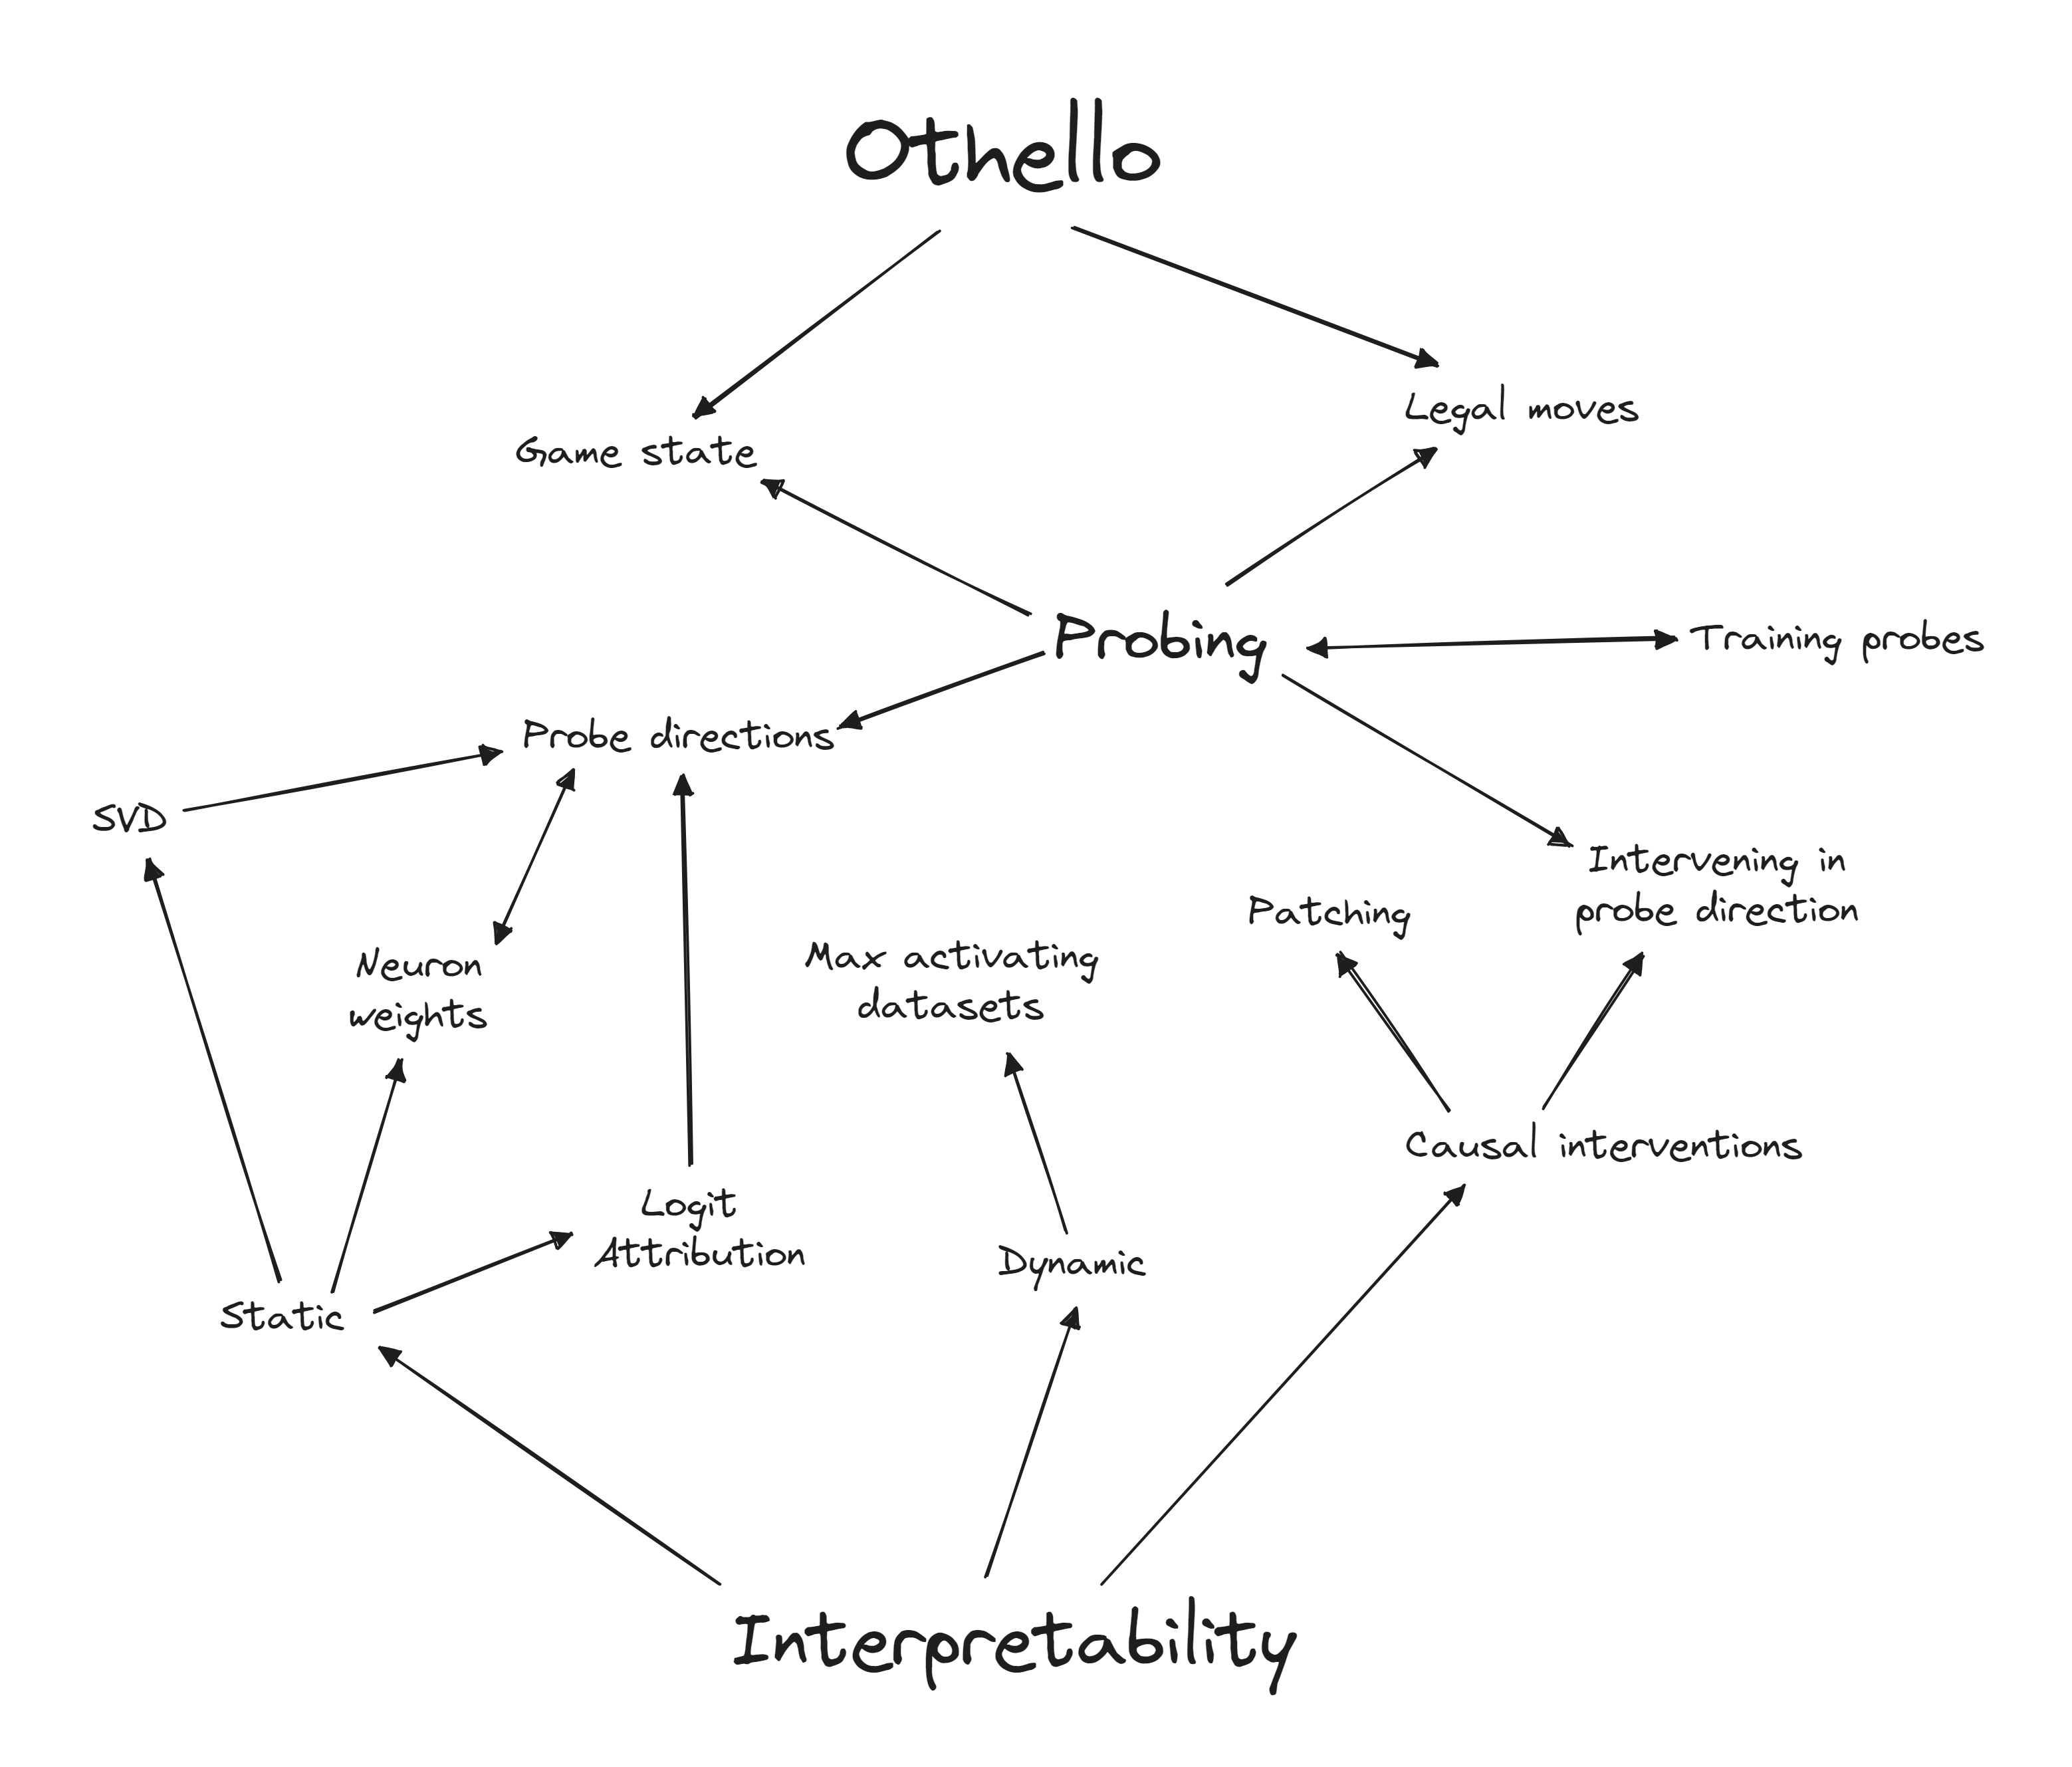 Othello
Legal moves
Game state
Probing
Training probes
Probe directions
SVD
Intervening in
probe direction
Patching
Neuron
weights
Max activating
datasets
Causal interventions
Logit
Attribution
Dynamic
Static
Interpretability